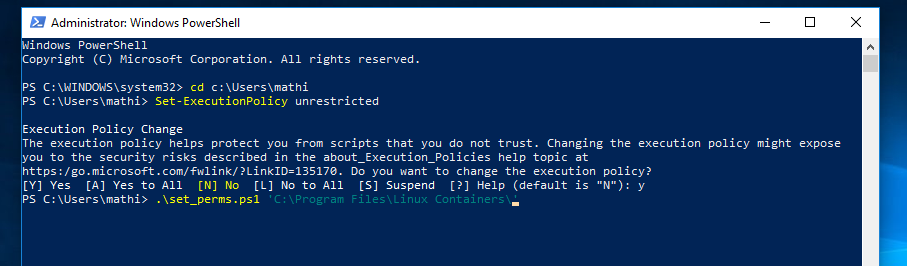 Administrator: Windows PowerShell
Windows PowerShell
Copyright (C) Microsoft Corporation. All rights reserved.
PS C:\WINDOWS\system32> cd c:\Users\mathi
PS C:\Users\mathi> Set-ExecutionPolicy unrestricted
Execution Policy Change
The execution policy helps protect you from scripts that you do not trust. Changing the execution policy might expose
you to the security risks described in the about_Execution_Policies help topic at
https:/go.microsoft.com/fwlink/?LinkID=135170. Do you want to change the execution policy?
[Y] Yes  [A] Yes to All  [N] No  [L] No to All  [S] Suspend  [?] Help (default is "N"): y
PS C:\Users\mathi> .\set_perms.ps1 'C:\Program Files\Linux Containers\'